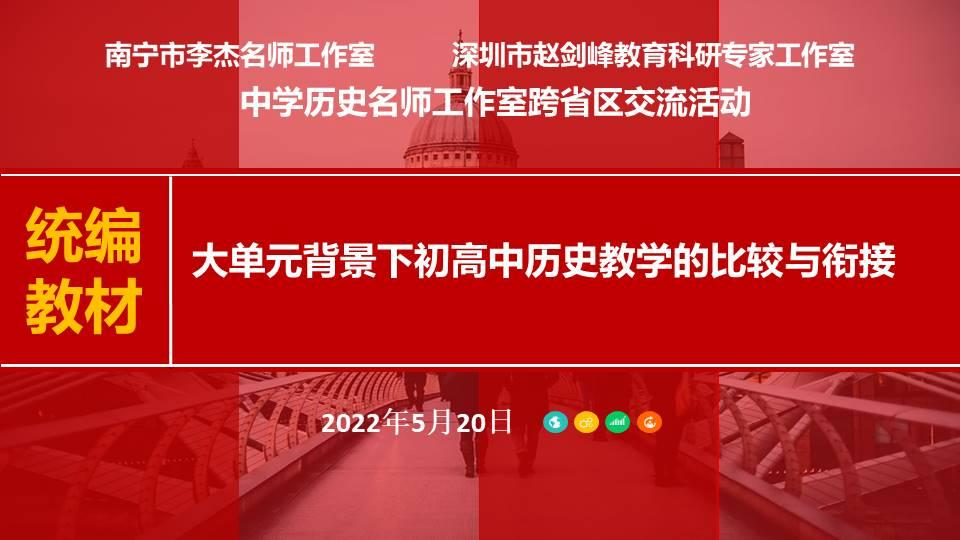 南宁市李杰名师工作室 深圳市赵剑峰教育科研专家工作室
中学历史名师工作室跨省区交流活动
统编
教材
大单元背景下初高中历史教学的比较与衔接
2022年5月20日